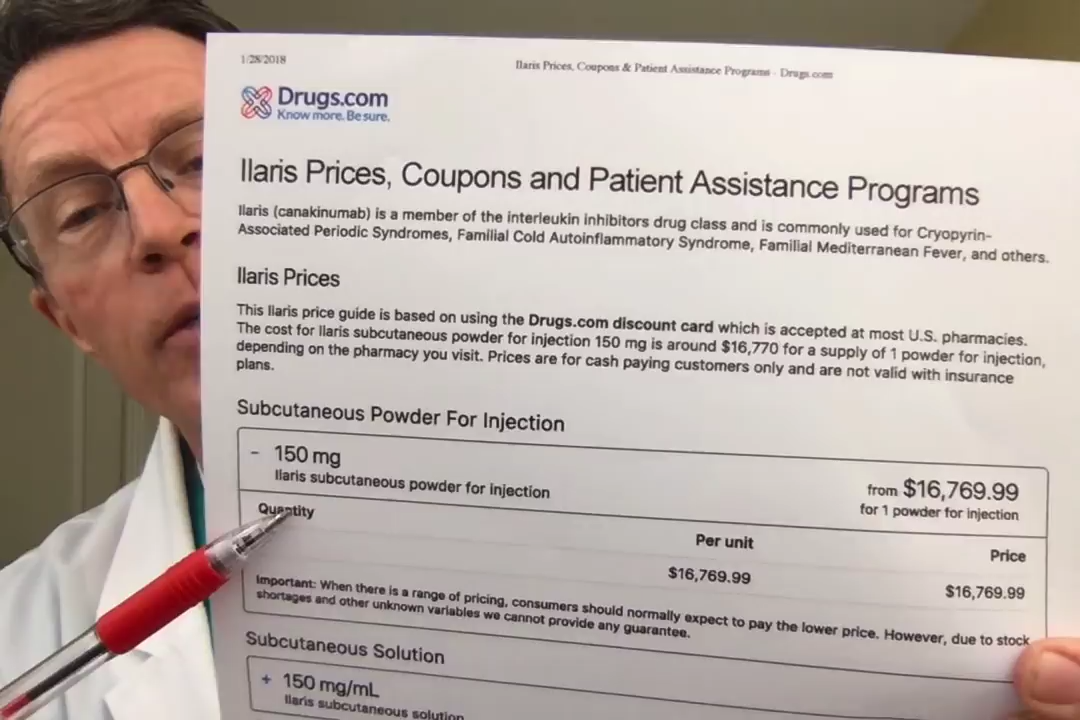 1/28/2018
Ilaris Prices, Coupons & Patient Assistance Programs - Drugs.com
Drugs.com
Know more. Be sure.
Ilaris Prices, Coupons and Patient Assistance Programs
Ilaris (canakinumab) is a member of the interleukin inhibitors drug class and is commonly used for Cryopyrin-
Associated Periodic Syndromes, Familial Cold Autoinflammatory Syndrome, Familial Mediterranean Fever, and others.
Ilaris Prices
This Ilaris price guide is based on using the Drugs.com discount card which is accepted at most U.S. pharmacies.
The cost for Ilaris subcutaneous powder for injection 150 mg is around $16,770 for a supply of 1 powder for injection,
depending on the pharmacy you visit. Prices are for cash paying customers only and are not valid with insurance
plans.
Subcutaneous Powder For Injection
- 150 mg
Ilaris subcutaneous powder for injection
from $16,769.99
for 1 powder for injection
Quantity
Per unit
Price
$16,769.99
$16,769.99
Important: When there is a range of pricing, consumers should normally expect to pay the lower price. However, due to stock
shortages and other unknown variables we cannot provide any guarantee.
Subcutaneous Solution
+ 150 mg/mL
Ilaris subcutaneous solution